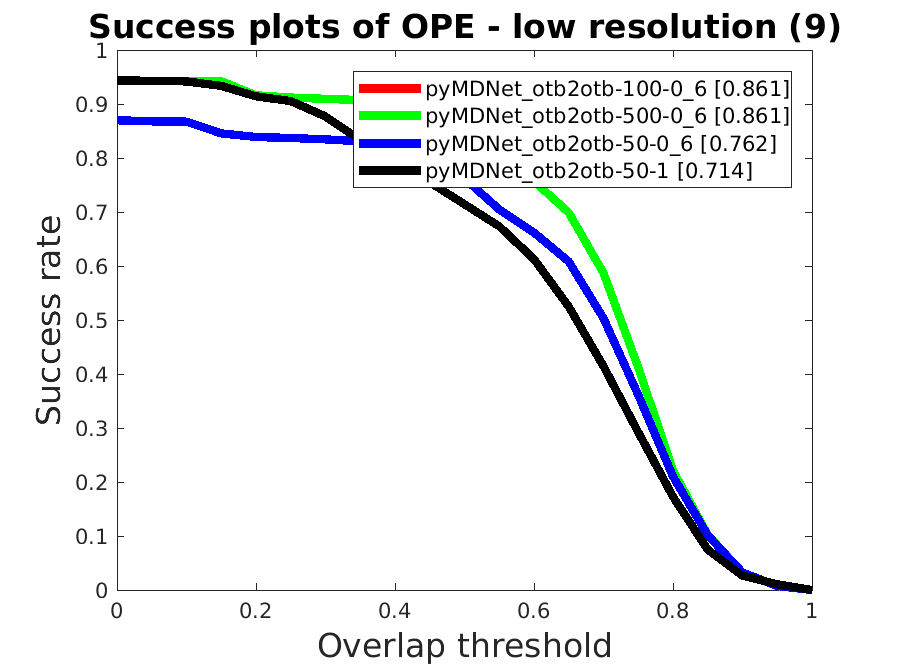 Success plots of OPE - low resolution (9)
1
0.9
0.8
0.7
0.6
0.5
0.4
0.3
0.2
0.1
0
Success rate
pyMDNet_otb2otb-100-0_6 [0.861]
pyMDNet_otb2otb-500-0_6 [0.861]
pyMDNet_otb2otb-50-0_6 [0.762]
pyMDNet_otb2otb-50-1 [0.714]
0 0.2 0.4 0.6 0.8 1
Overlap threshold